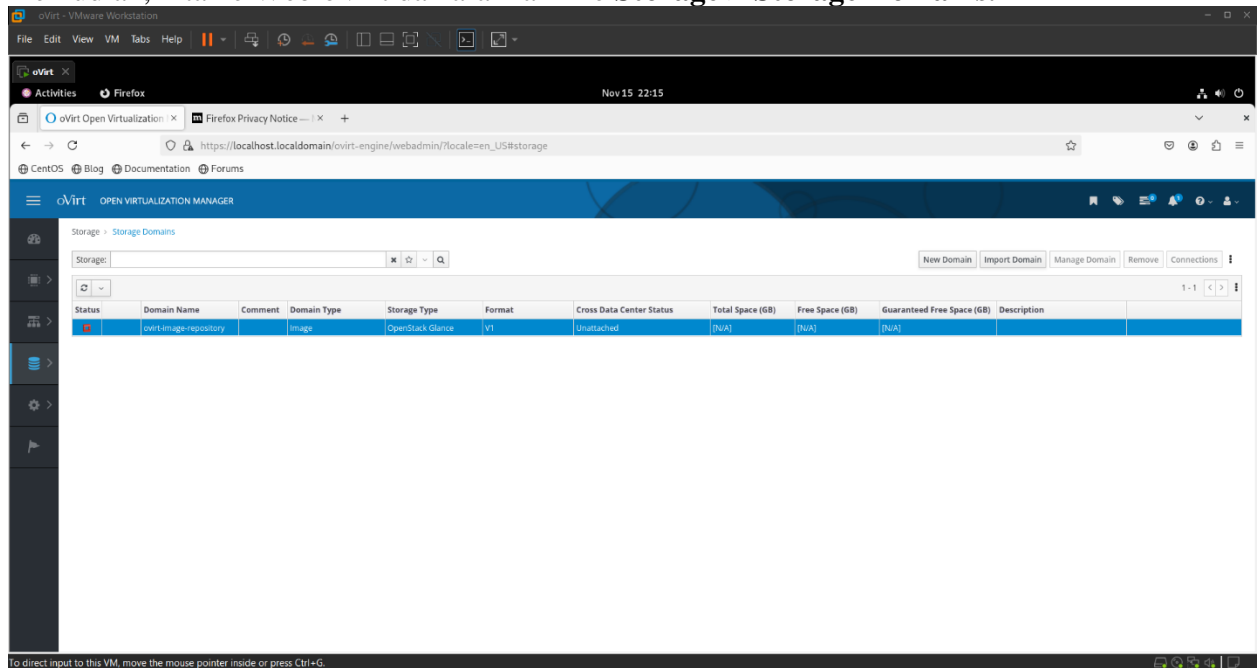 oVirt - VMware Workstation
File Edit View VM Tabs Help
oVirt
Activities Firefox Nov 15 22:15
oVirt Open Virtualization Firefox Privacy Notice —
https://localhost.localdomain/ovirt-engine/webadmin/?locale=en_US#storage
CentOS Blog Documentation Forums
oVirt OPEN VIRTUALIZATION MANAGER
Storage > Storage Domains
Storage: New Domain Import Domain Manage Domain Remove Connections
1 - 1
Status Domain Name Comment Domain Type Storage Type Format Cross Data Center Status Total Space (GB) Free Space (GB) Guaranteed Free Space (GB) Description
ovirt-image-repository Image OpenStack Glance V1 Unattached [N/A] [N/A] [N/A]
To direct input to this VM, move the mouse pointer inside or press Ctrl+G.